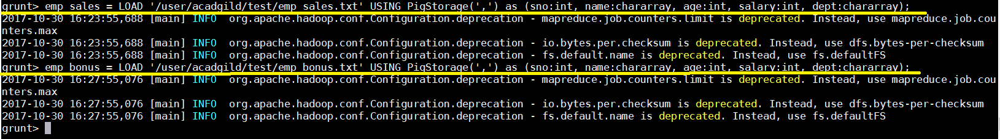 grunt> emp_sales = LOAD '/user/acadgild/test/emp_sales.txt' USING PigStorage(',') as (sno:int, name:chararray, age:int, salary:int, dept:chararray);
2017-10-30 16:23:55,688 [main] INFO  org.apache.hadoop.conf.Configuration.deprecation - mapreduce.job.counters.limit is deprecated. Instead, use mapreduce.job.cou
nters.max
2017-10-30 16:23:55,688 [main] INFO  org.apache.hadoop.conf.Configuration.deprecation - io.bytes.per.checksum is deprecated. Instead, use dfs.bytes-per-checksum
2017-10-30 16:23:55,688 [main] INFO  org.apache.hadoop.conf.Configuration.deprecation - fs.default.name is deprecated. Instead, use fs.defaultFS
grunt> emp_bonus = LOAD '/user/acadgild/test/emp_bonus.txt' USING PigStorage(',') as (sno:int, name:chararray, age:int, salary:int, dept:chararray);
2017-10-30 16:27:55,076 [main] INFO  org.apache.hadoop.conf.Configuration.deprecation - mapreduce.job.counters.limit is deprecated. Instead, use mapreduce.job.cou
nters.max
2017-10-30 16:27:55,076 [main] INFO  org.apache.hadoop.conf.Configuration.deprecation - io.bytes.per.checksum is deprecated. Instead, use dfs.bytes-per-checksum
2017-10-30 16:27:55,076 [main] INFO  org.apache.hadoop.conf.Configuration.deprecation - fs.default.name is deprecated. Instead, use fs.defaultFS
grunt>